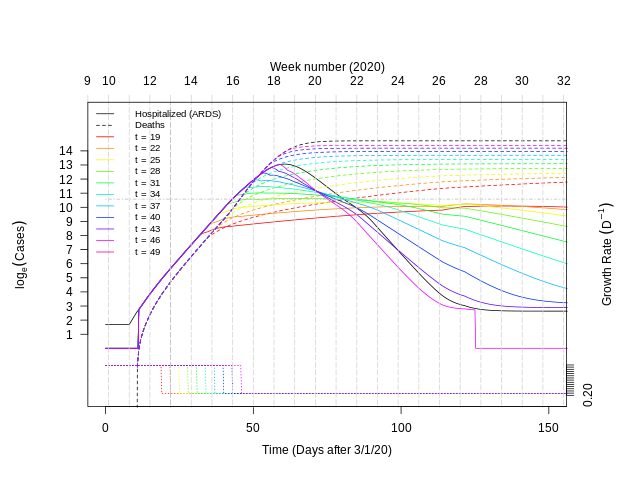 Week number (2020)
9 10 12 14 16 18 20 22 24 26 28 30 32
Hospitalized (ARDS)
Deaths
t = 19
t = 22
t = 25
t = 28
t = 31
t = 34
t = 37
t = 40
t = 43
t = 46
t = 49
14
13
12
11
10
9
8
7
6
5
4
3
2
1
logₑ(Cases)
Growth Rate (D⁻¹)
0.20
0 50 100 150
Time (Days after 3/1/20)